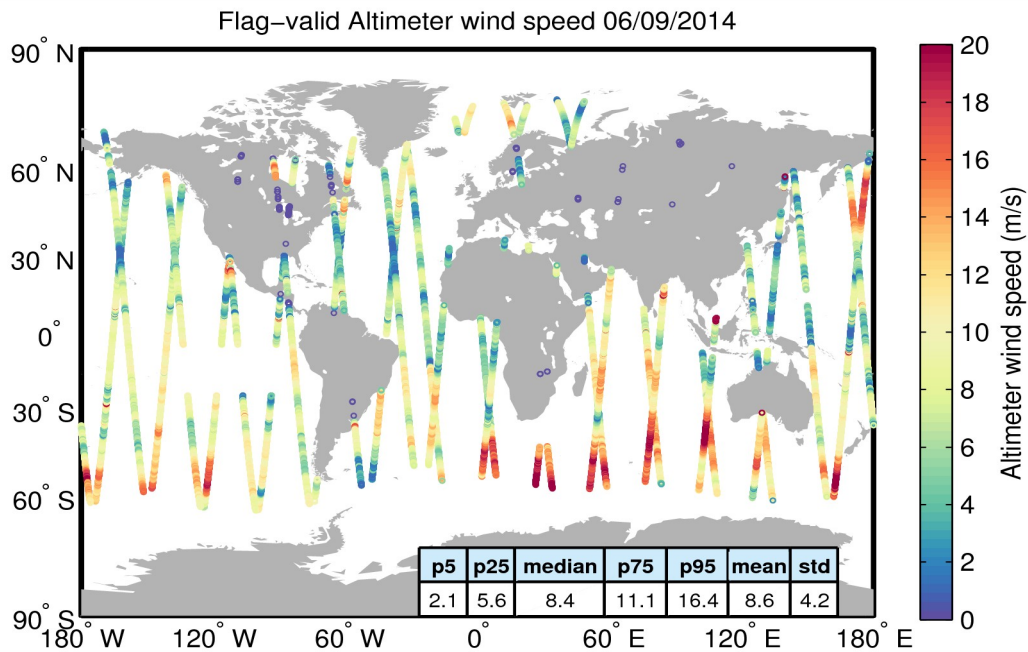 Flag−valid Altimeter wind speed 06/09/2014
90° N
60° N
30° N
0°
30° S
60° S
90° S
180° W
120° W
60° W
0°
60° E
120° E
180° E
p5 p25 median p75 p95 mean std
2.1 5.6 8.4 11.1 16.4 8.6 4.2
20
18
16
14
12
10
8
6
4
2
0
Altimeter wind speed (m/s)